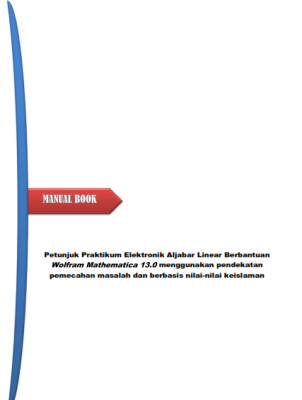 MANUAL BOOK
Petunjuk Praktikum Elektronik Aljabar Linear Berbantuan
Wolfram Mathematica 13.0 menggunakan pendekatan
pemecahan masalah dan berbasis nilai-nilai keislaman